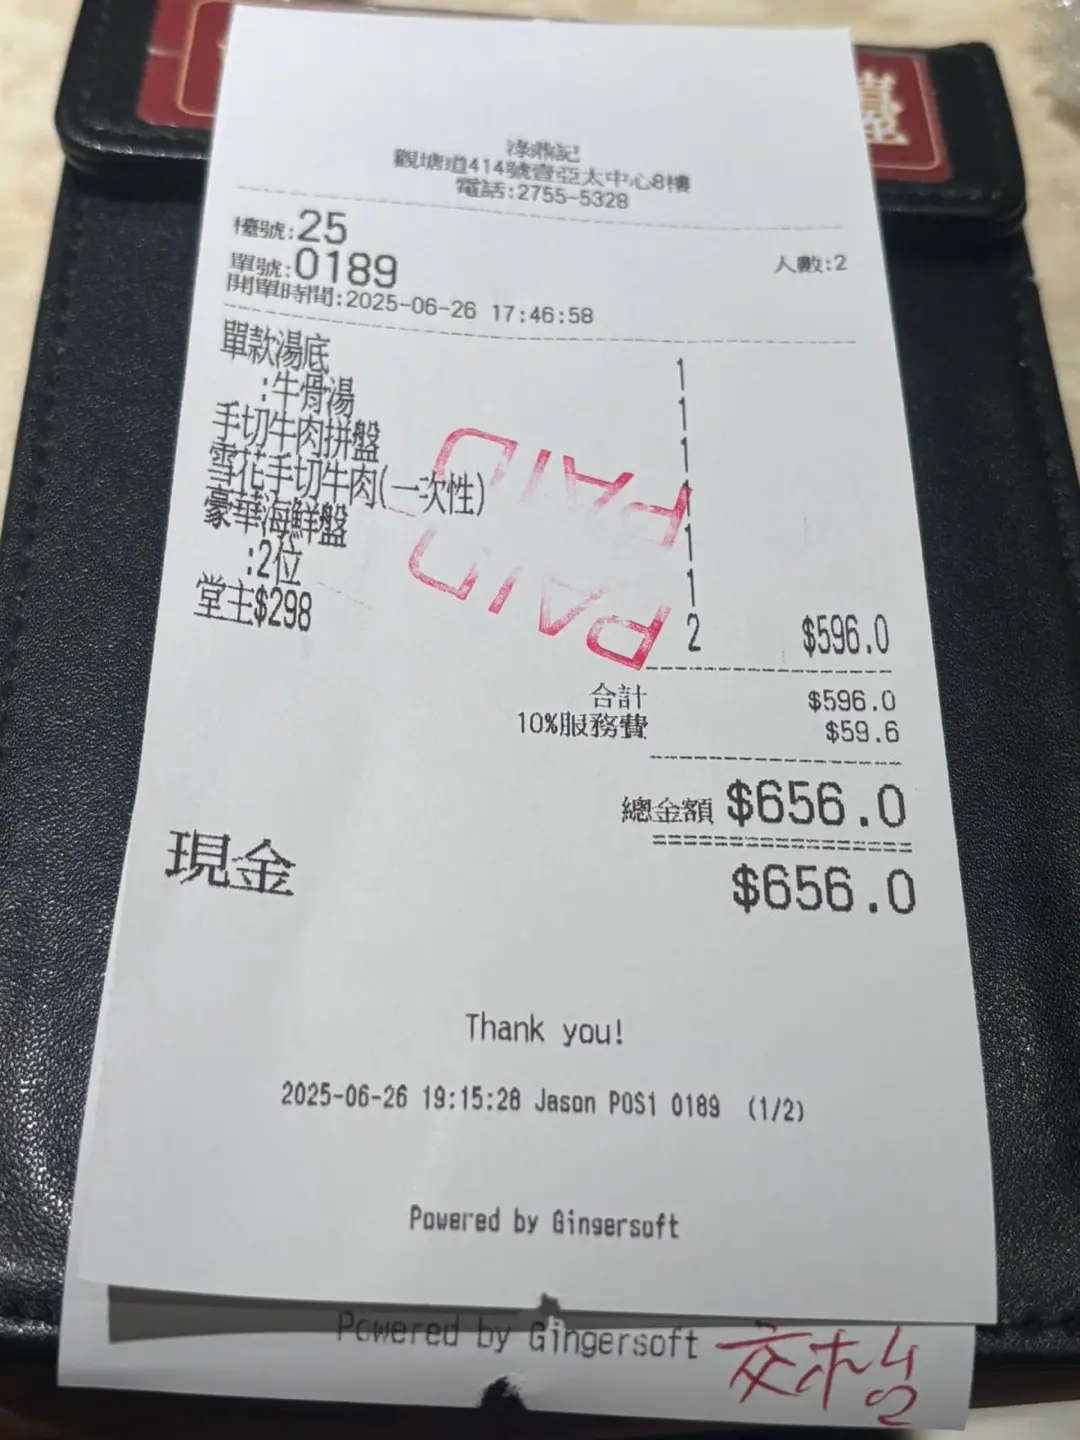 淥鼎記
觀塘道414號壹亞太中心8樓
電話:2755-5328
檯號:25
單號:0189 人數:2
開單時間:2025-06-26 17:46:58
單款湯底 1
:牛骨湯 1
手切牛肉拼盤 1
雪花手切牛肉(一次性) 1
豪華海鮮盤 1
:2位 1
堂主$298 2 $596.0
PAID
PAID
合計 $596.0
10%服務費 $59.6
總金額 $656.0
現金 $656.0
Thank you!
2025-06-26 19:15:28 Jason POS1 0189 (1/2)
Powered by Gingersoft
Powered by Gingersoft
臺